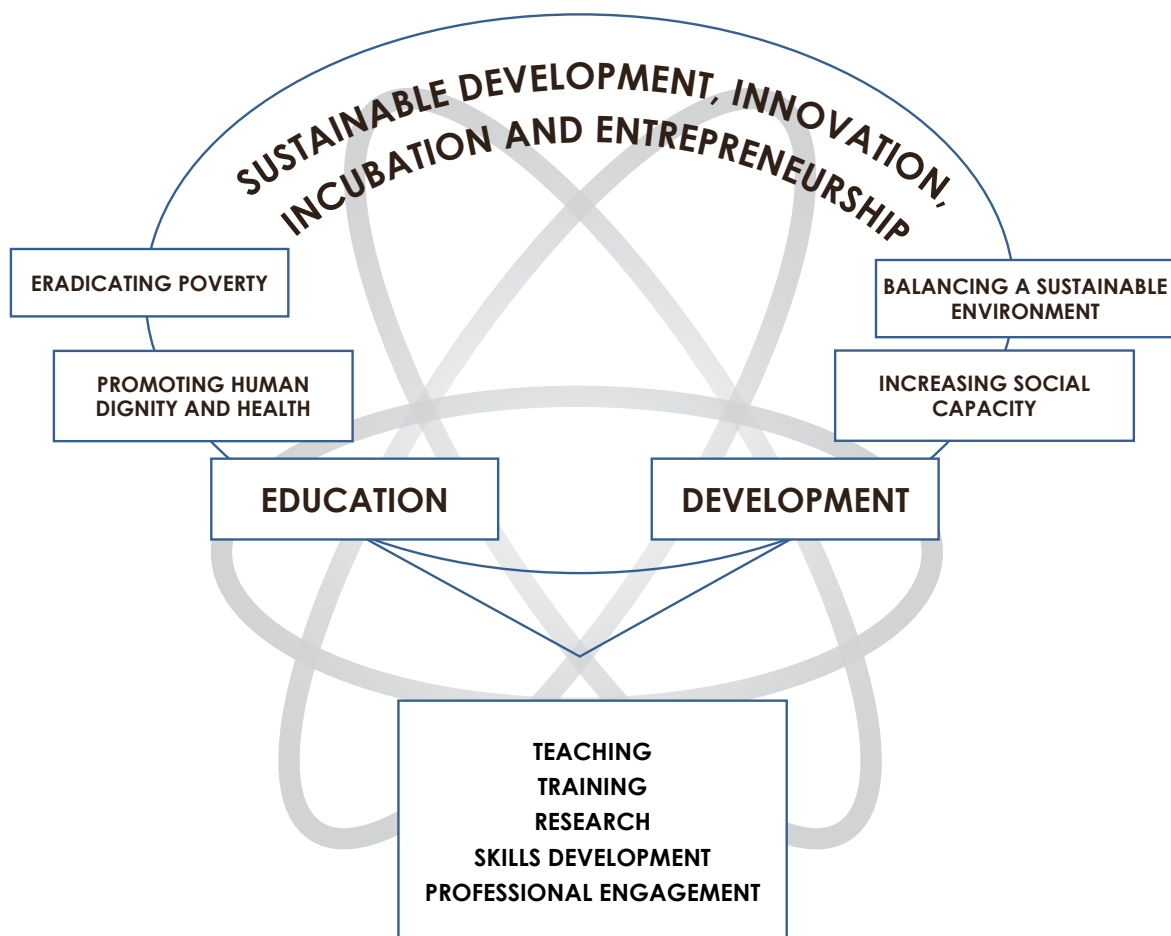 SUSTAINABLE DEVELOPMENT, INNOVATION,
INCUBATION AND ENTREPRENEURSHIP
ERADICATING POVERTY
BALANCING A SUSTAINABLE
ENVIRONMENT
PROMOTING HUMAN
DIGNITY AND HEALTH
INCREASING SOCIAL
CAPACITY
EDUCATION
DEVELOPMENT
TEACHING
TRAINING
RESEARCH
SKILLS DEVELOPMENT
PROFESSIONAL ENGAGEMENT